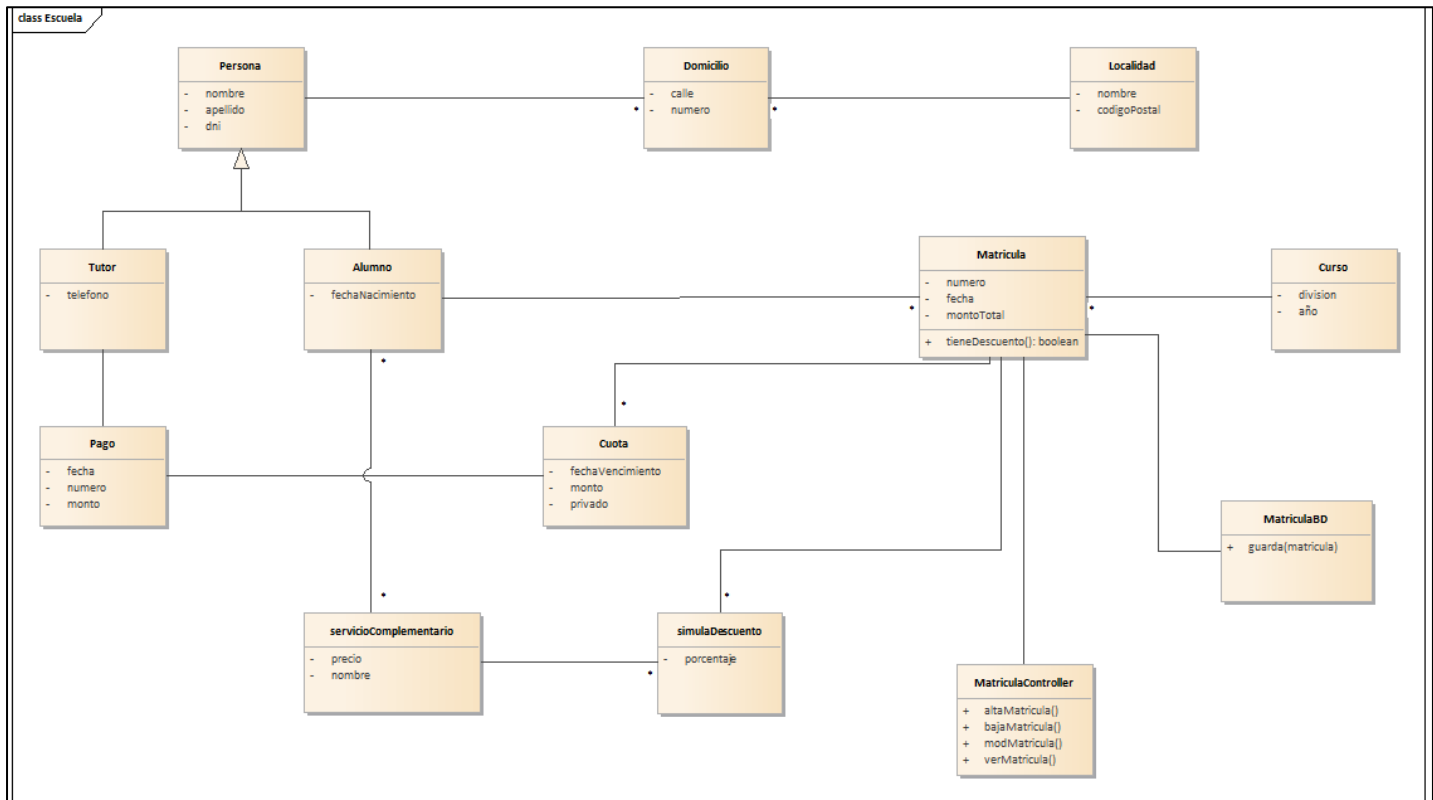 class Escuela
Persona
- nombre
- apellido
- dni
Domicilio
- calle
- numero
Localidad
- nombre
- codigoPostal
*
*
Tutor
- telefono
Alumno
- fechaNacimiento
Matricula
- numero
- fecha
- montoTotal
+ tieneDescuento(): boolean
Curso
- division
- año
*
*
*
*
Pago
- fecha
- numero
- monto
Cuota
- fechaVencimiento
- monto
- privado
MatriculaBD
+ guarda(matricula)
*
*
servicioComplementario
- precio
- nombre
simulaDescuento
- porcentaje
*
MatriculaController
+ altaMatricula()
+ bajaMatricula()
+ modMatricula()
+ verMatricula()